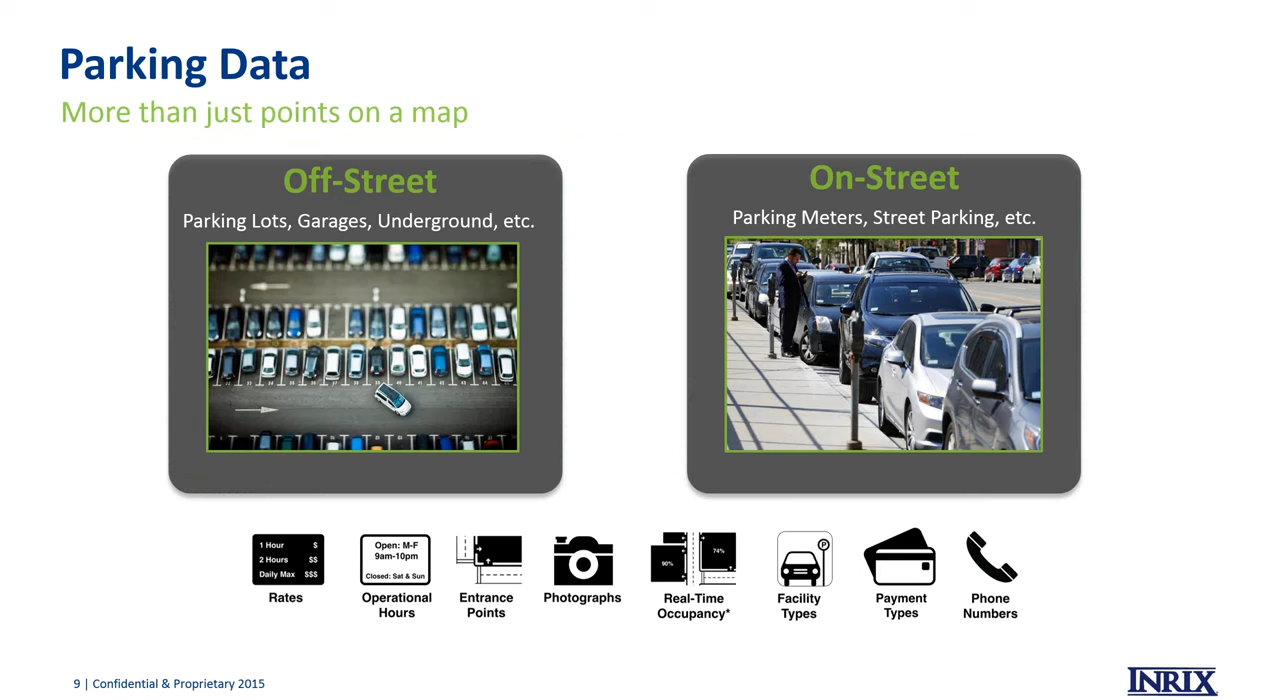 Parking Data
More than just points on a map
Off-Street
Parking Lots, Garages, Underground, etc.
On-Street
Parking Meters, Street Parking, etc.
1 Hour $
2 Hours $$
Daily Max $$$
Rates
Open: M-F
9am-10pm
Closed: Sat & Sun
Operational
Hours
Entrance
Points
Photographs
90%
74%
Real-Time
Occupancy*
P
Facility
Types
Payment
Types
Phone
Numbers
9 | Confidential & Proprietary 2015
INRIX